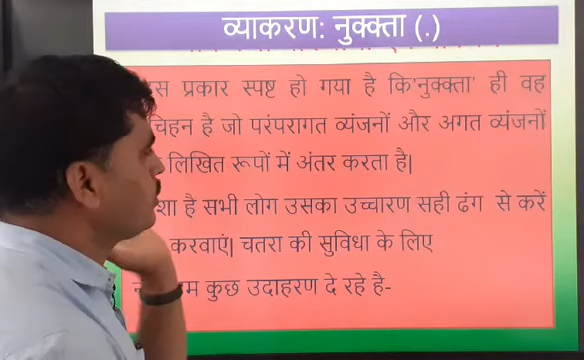 व्याकरण: नुक्क्ता (.)
प्रकार स्पष्ट हो गया है कि'नुक्क्ता' ही वह
चिहन है जो परंपरागत व्यंजनों और अगत व्यंजनों
लिखित रूपों में अंतर करता है|
है सभी लोग उसका उच्चारण सही ढंग से करें
करवाएं| चतरा की सुविधा के लिए
कुछ उदाहरण दे रहे है-